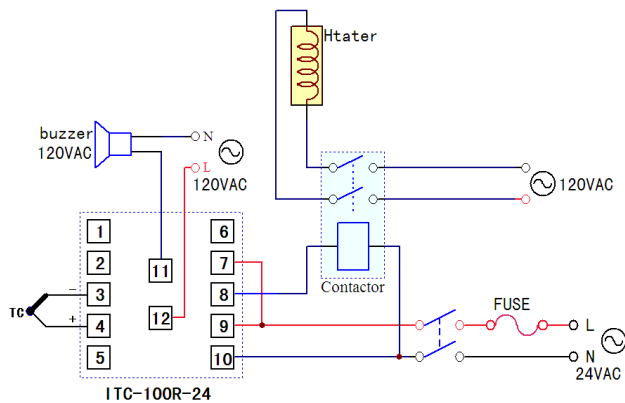 Htater
buzzer
120VAC
N
L
120VAC
120VAC
1
2
3
4
5
6
7
8
9
10
11
12
−
+
TC
Contactor
FUSE
L
N
24VAC
ITC-100R-24